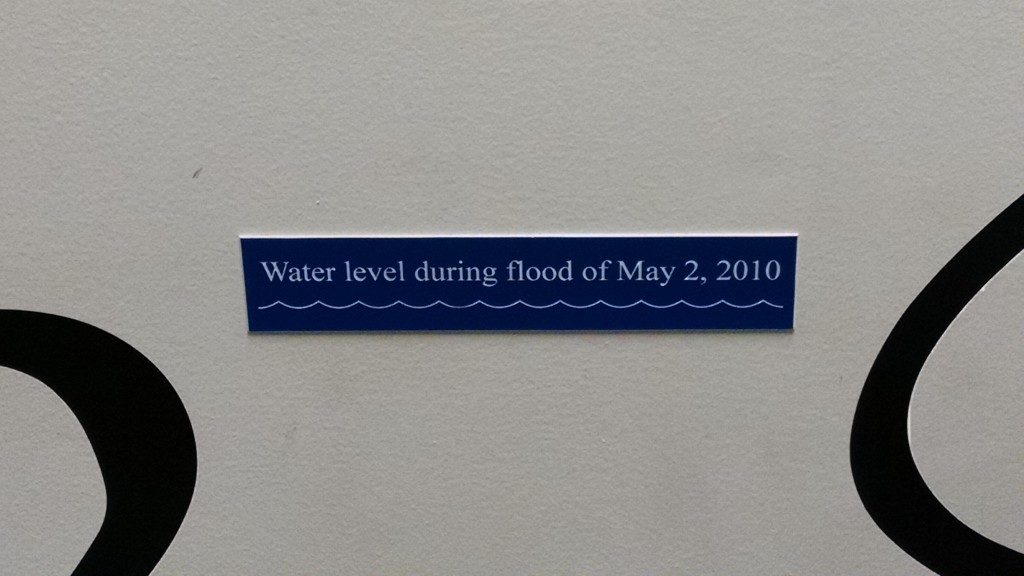 Water level during flood of May 2, 2010